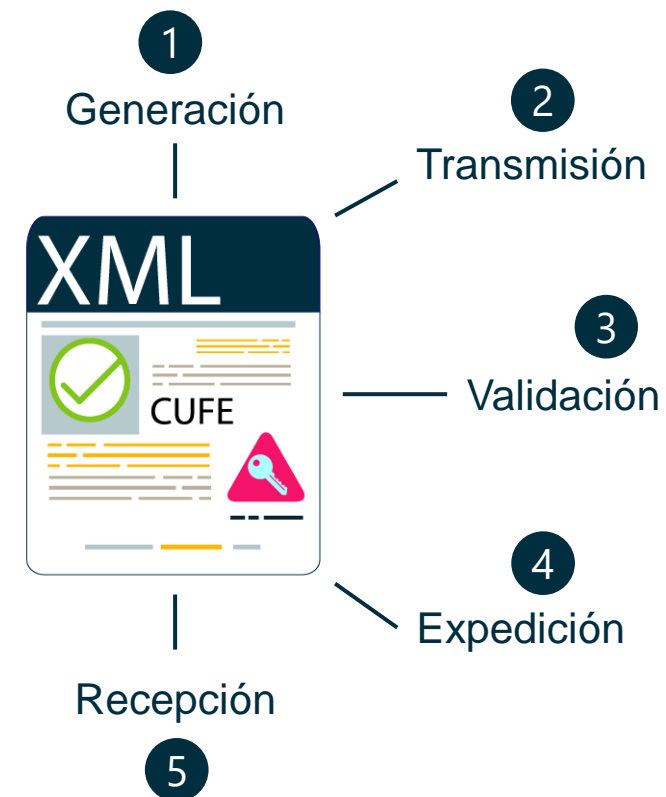 1
Generación
2
Transmisión
XML
CUFE
3
Validación
4
Expedición
Recepción
5